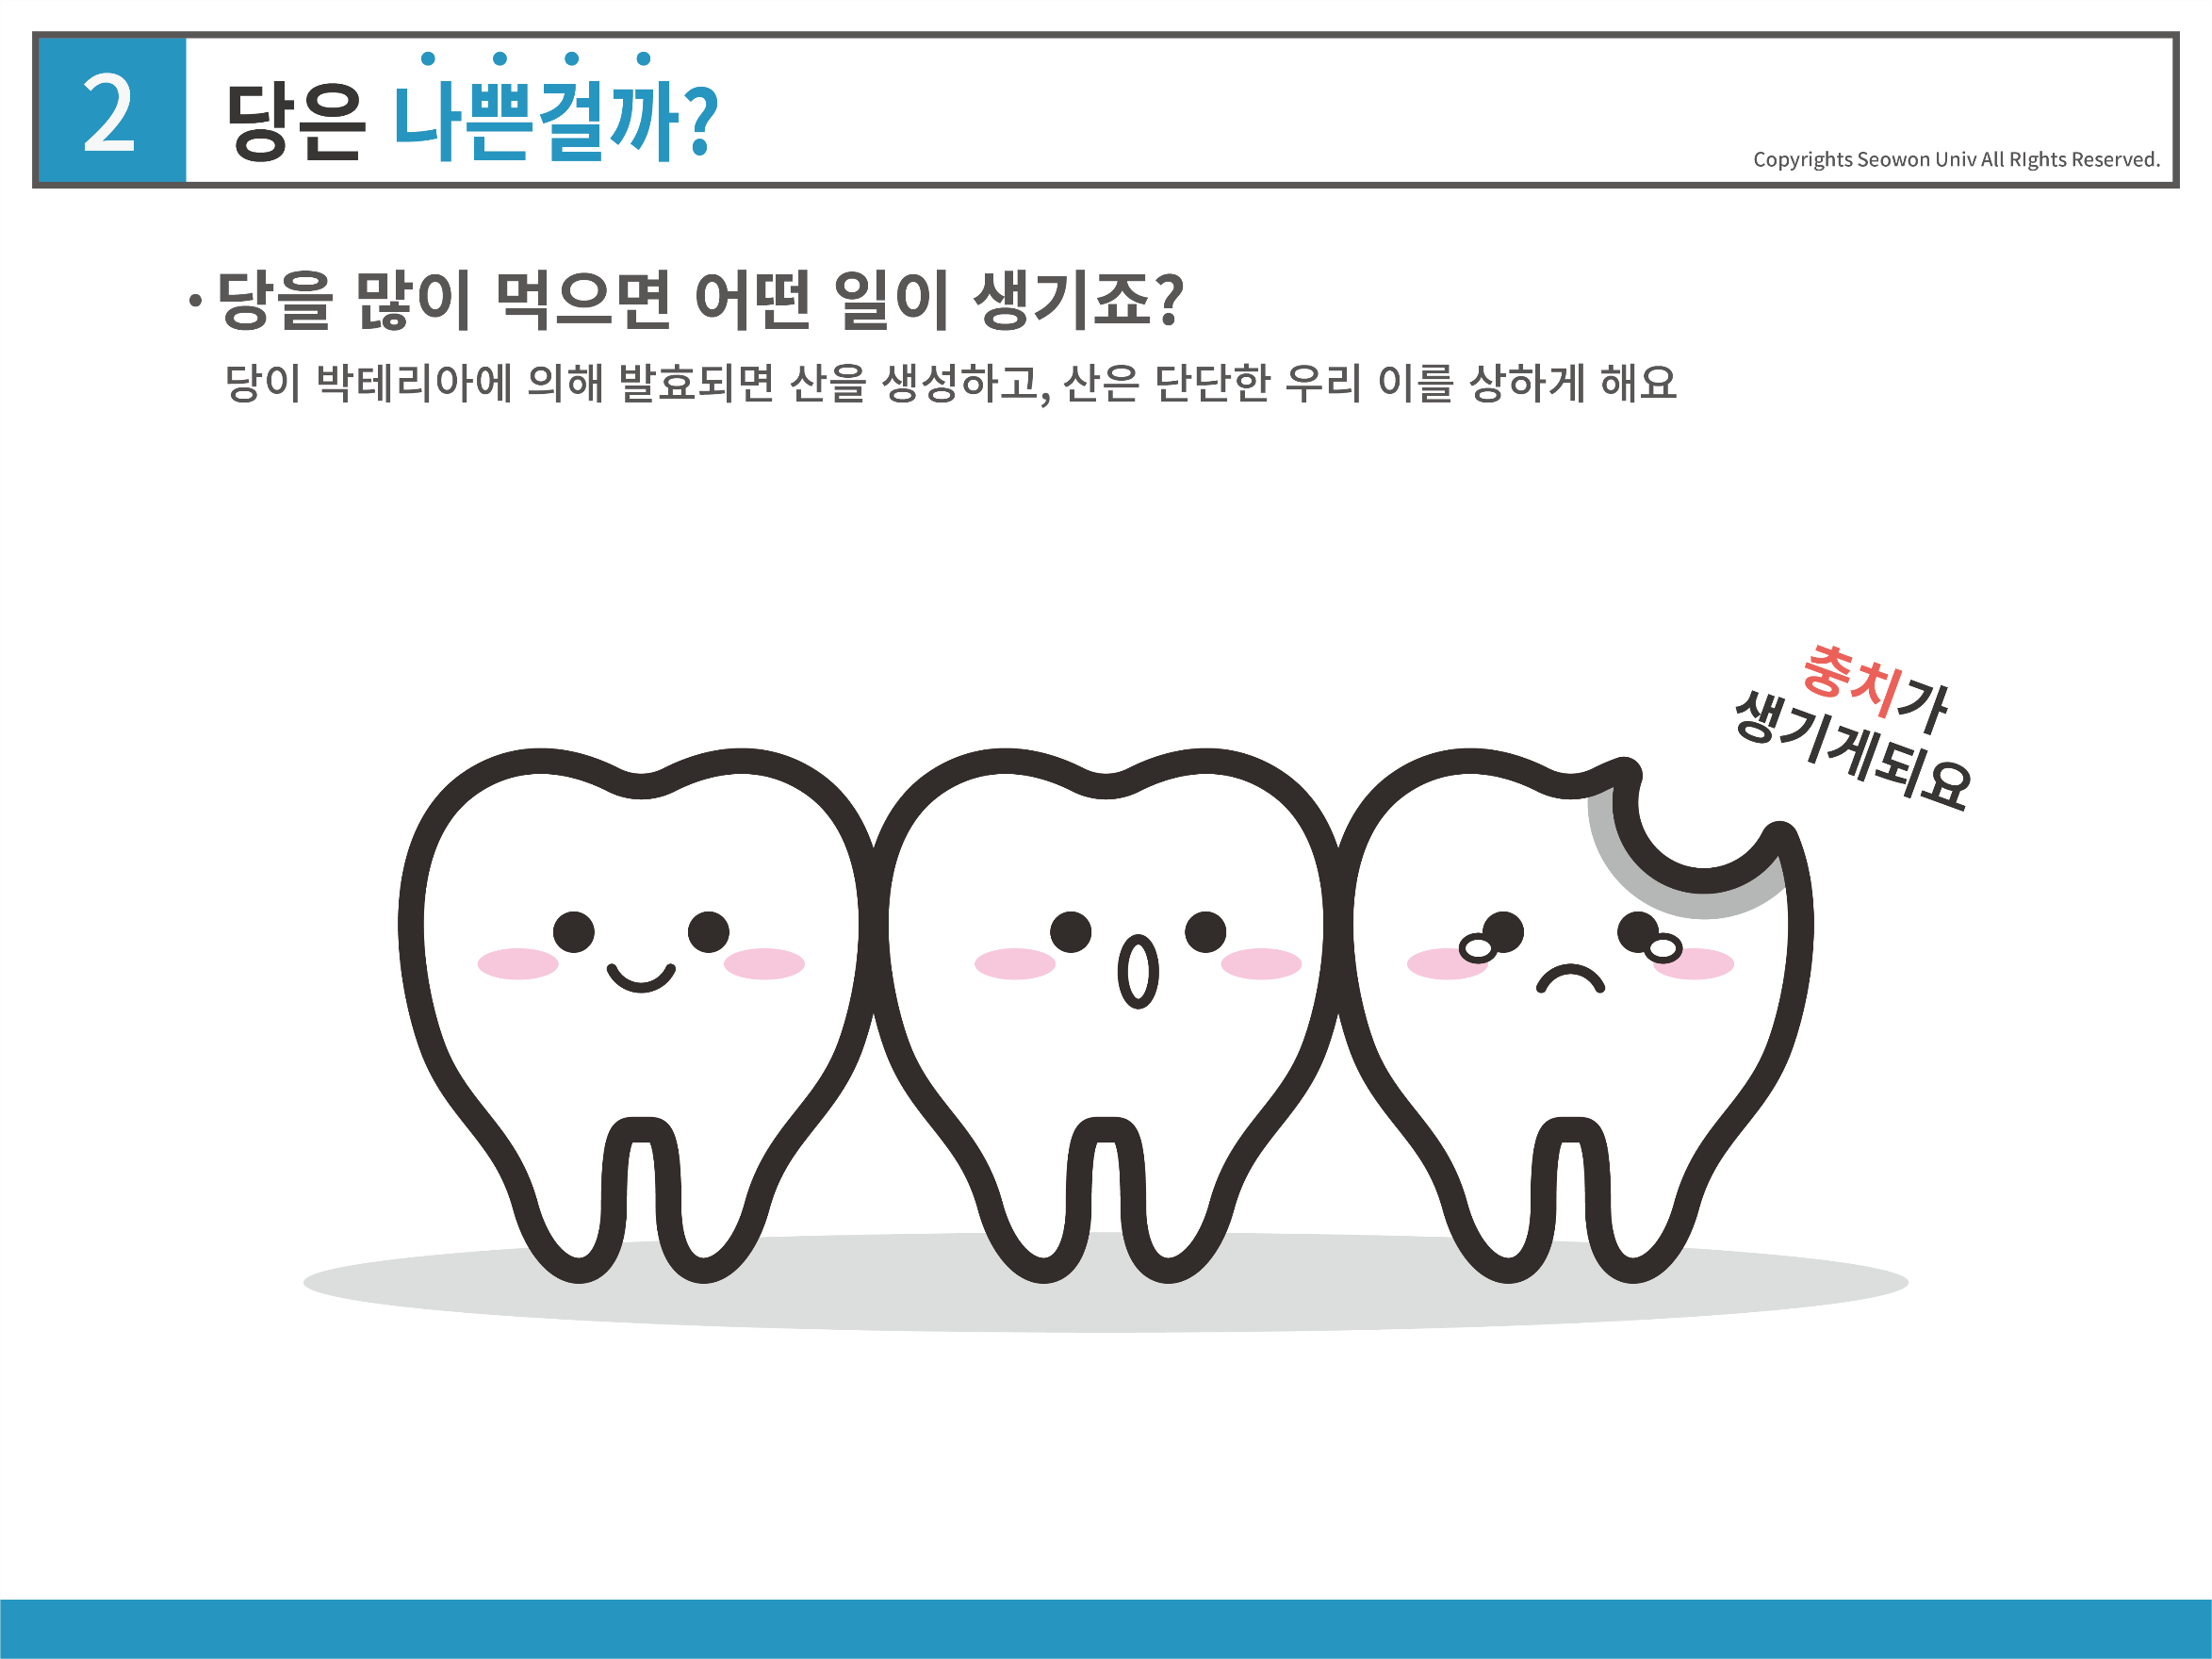 2
당은 나쁜걸까?
Copyrights Seowon Univ All RIghts Reserved.
·당을 많이 먹으면 어떤 일이 생기죠?
당이 박테리아에 의해 발효되면 산을 생성하고, 산은 단단한 우리 이를 상하게 해요
충치가
생기게되요